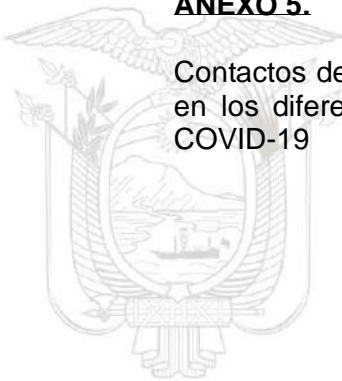 ANEXO 5.
Contactos de
en los difere
COVID-19